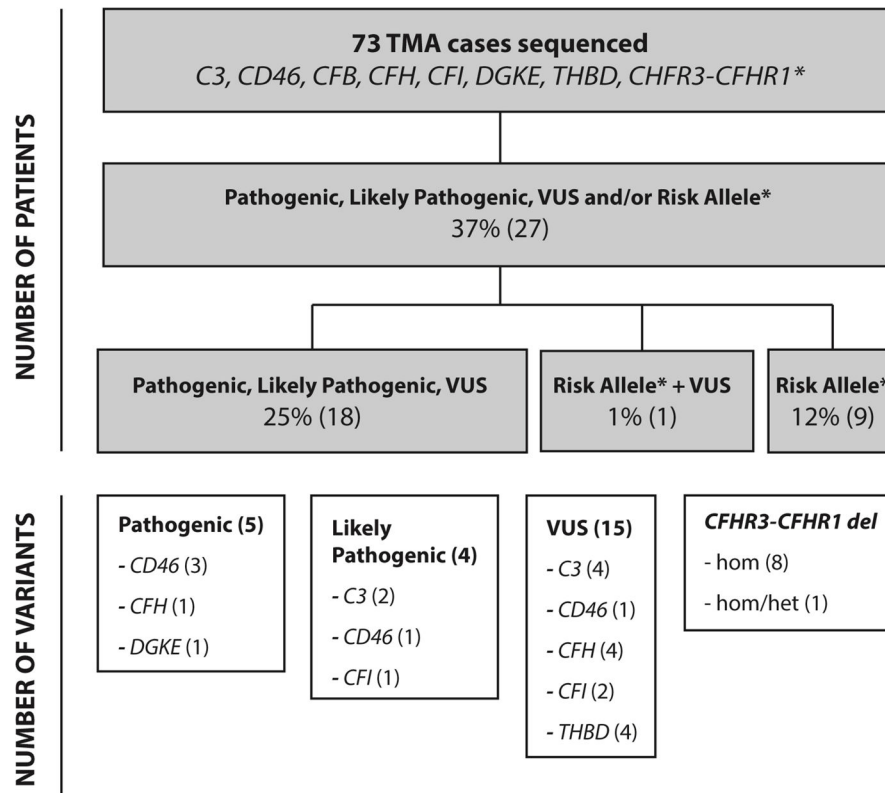 NUMBER OF PATIENTS
73 TMA cases sequenced
C3, CD46, CFB, CFH, CFI, DGKE, THBD, CHFR3-CFHR1*
Pathogenic, Likely Pathogenic, VUS and/or Risk Allele*
37% (27)
Pathogenic, Likely Pathogenic, VUS
25% (18)
Risk Allele* + VUS
1% (1)
Risk Allele*
12% (9)
NUMBER OF VARIANTS
Pathogenic (5)
- CD46 (3)
- CFH (1)
- DGKE (1)
Likely
Pathogenic (4)
- C3 (2)
- CD46 (1)
- CFI (1)
VUS (15)
- C3 (4)
- CD46 (1)
- CFH (4)
- CFI (2)
- THBD (4)
CFHR3-CFHR1 del
- hom (8)
- hom/het (1)